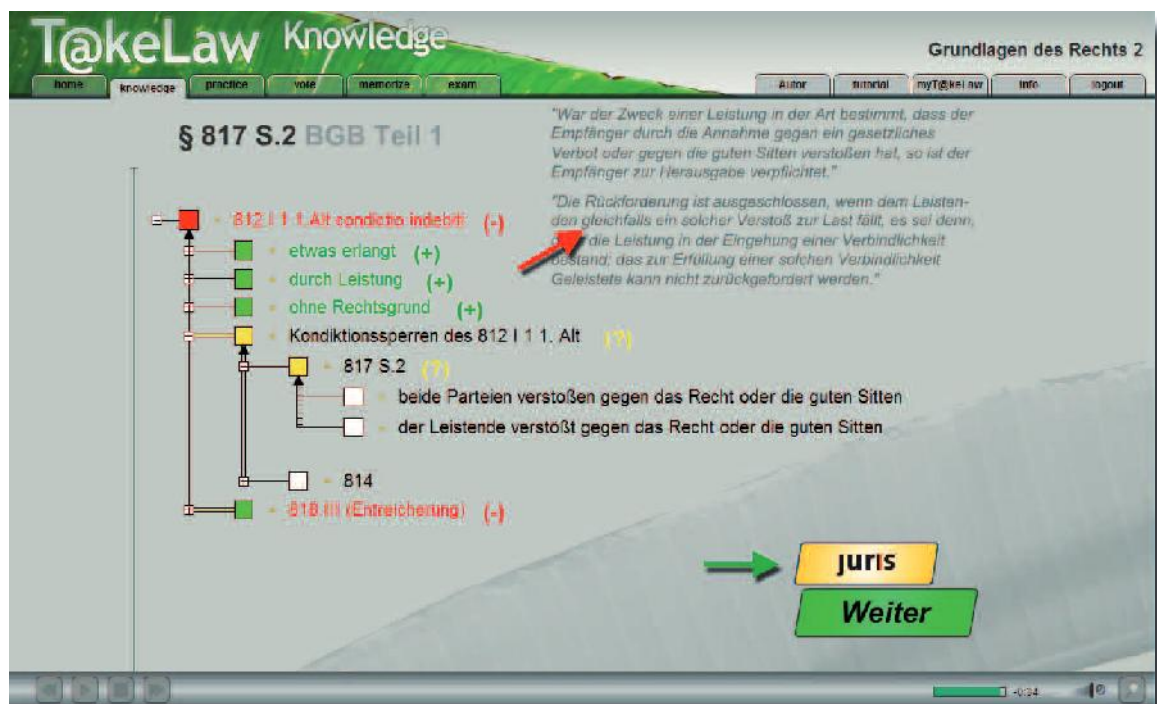 T@keLaw Knowledge
Grundlagen des Rechts 2
home knowledge practice vote memorize exam Autor tutorial myT@keLaw info logout
§ 817 S.2 BGB Teil 1
"War der Zweck einer Leistung in der Art bestimmt, dass der
Empfänger durch die Annahme gegen ein gesetzliches
Verbot oder gegen die guten Sitten verstoßen hat, so ist der
Empfänger zur Herausgabe verpflichtet."
"Die Rückforderung ist ausgeschlossen, wenn dem Leisten-
den gleichfalls ein solcher Verstoß zur Last fällt, es sei denn,
die Leistung in der Eingehung einer Verbindlichkeit
bestand; das zur Erfüllung einer solchen Verbindlichkeit
Geleistete kann nicht zurückgefordert werden."
812 I 1 1.Alt condictio indebiti (-)
etwas erlangt (+)
durch Leistung (+)
ohne Rechtsgrund (+)
Kondiktionssperren des 812 I 1 1. Alt (?)
817 S.2 (?)
beide Parteien verstoßen gegen das Recht oder die guten Sitten
der Leistende verstößt gegen das Recht oder die guten Sitten
814
818 III (Entreicherung) (-)
juris
Weiter
-0:34